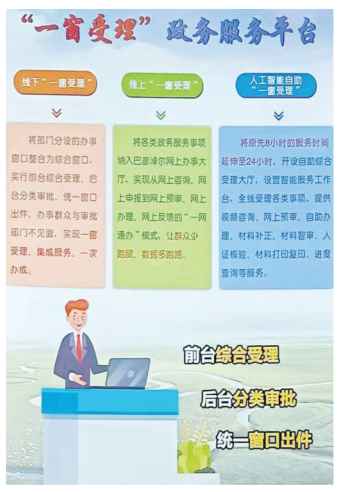 “一窗受理”政务服务平台
线下“一窗受理”
将部门分设的办事
窗口整合为综合窗口，
实行前台综合受理、后
台分类审批、统一窗口
出件，办事群众与审批
部门不见面，实现一窗
受理、集成服务、一次
办成。
线上“一窗受理”
将各类政务服务事项
纳入巴彦淖尔网上办事大
厅，实现从网上咨询、网
上申报到网上预审、网上
办理、网上反馈的“一网
通办”模式，让群众少
跑腿、数据多跑路。
人工智能自助
“一窗受理”
将原先8小时的服务时间
延伸至24小时，开设自助综合
受理大厅，设置智能服务工作
台，全线受理各类事项，提供
视频咨询、网上预审、自助办
理、材料补正、材料智审、人
证核验、材料打印复印、进度
查询等服务。
前台综合受理
后台分类审批
统一窗口出件